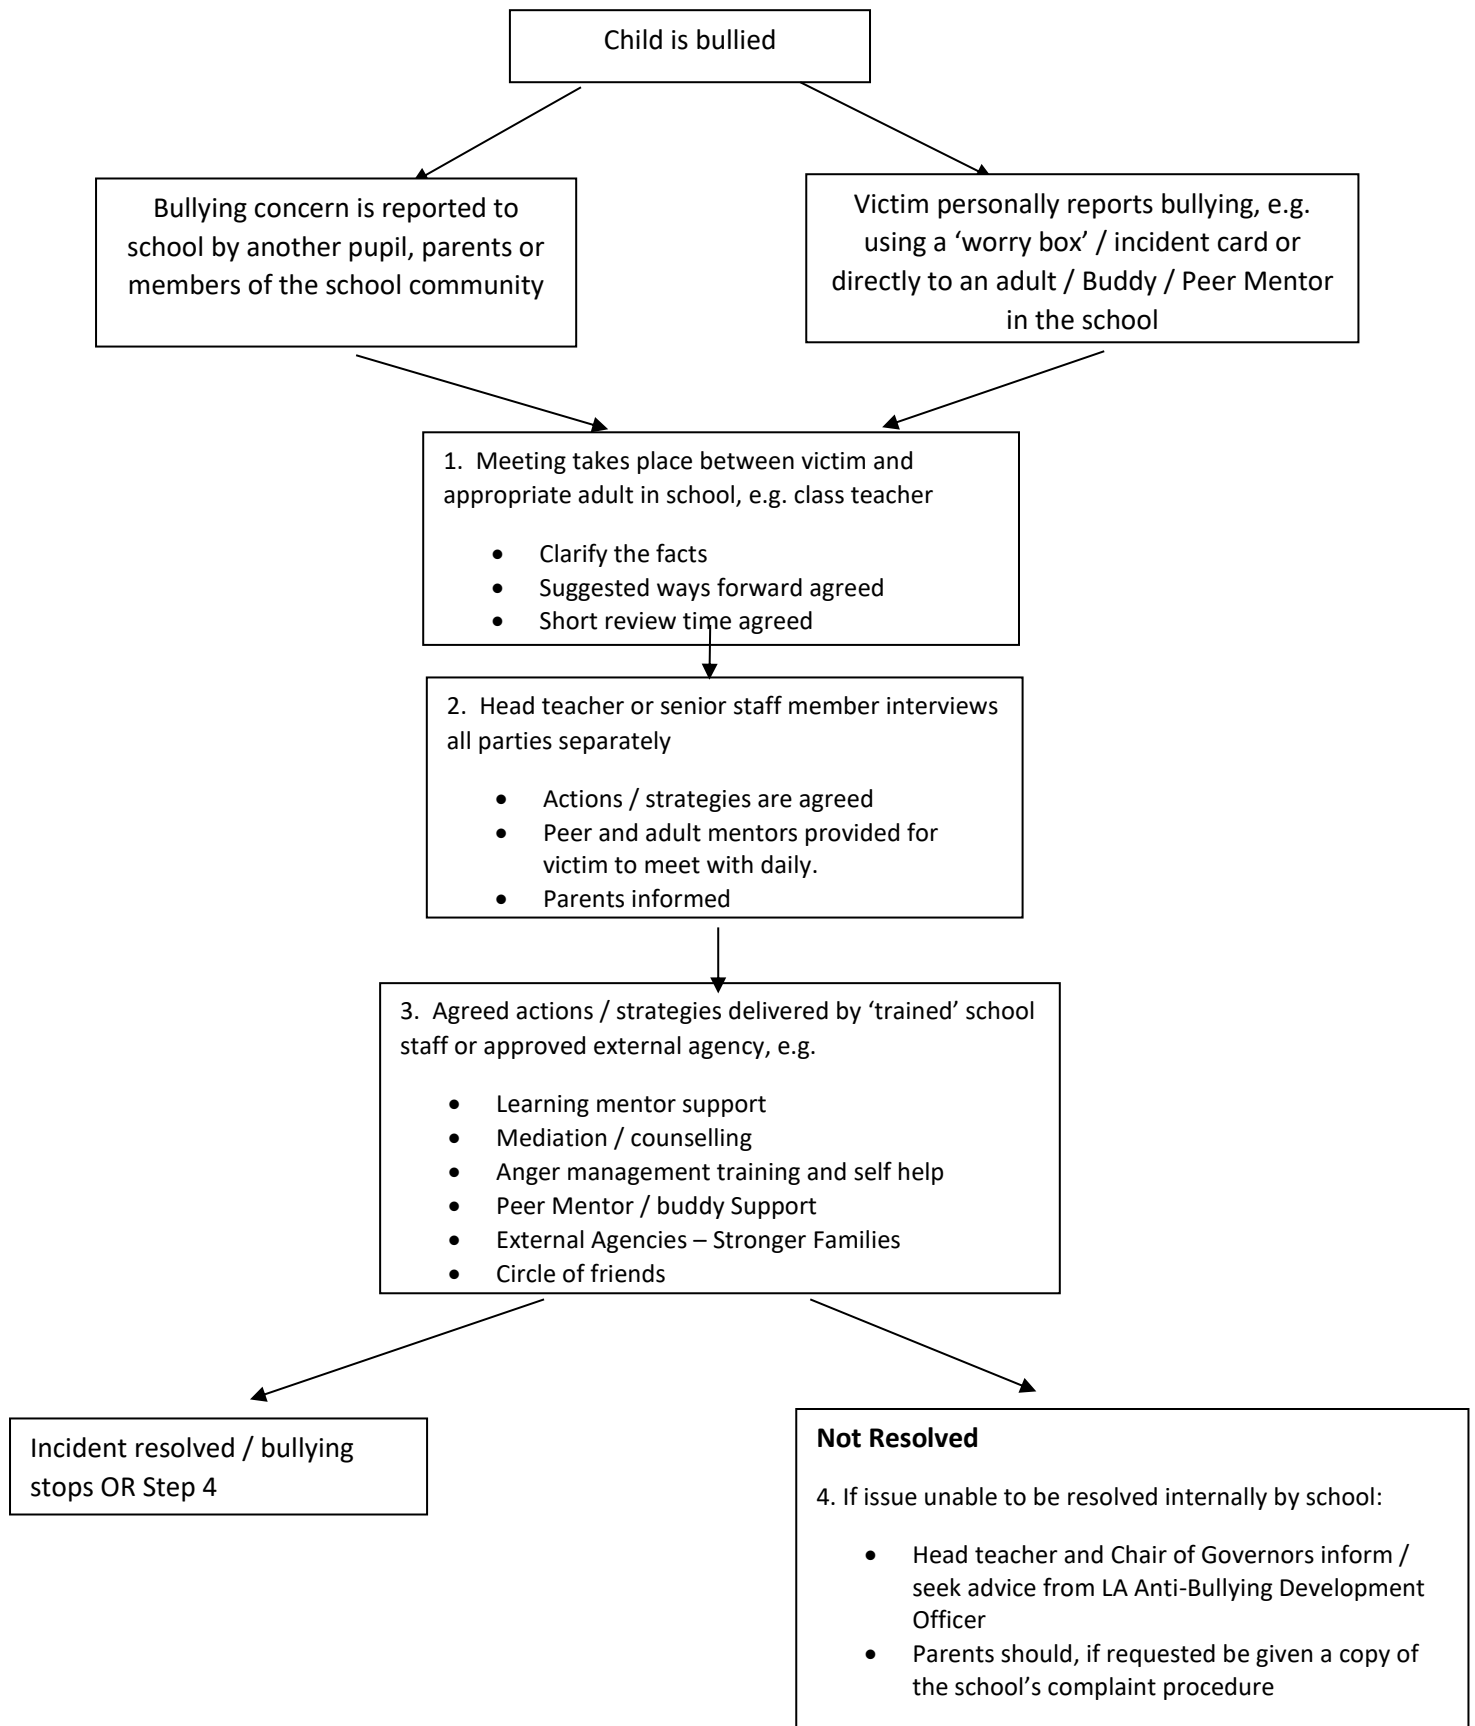 Child is bullied
Bullying concern is reported to
school by another pupil, parents or
members of the school community
Victim personally reports bullying, e.g.
using a ‘worry box’ / incident card or
directly to an adult / Buddy / Peer Mentor
in the school
1. Meeting takes place between victim and
appropriate adult in school, e.g. class teacher
• Clarify the facts
• Suggested ways forward agreed
• Short review time agreed
2. Head teacher or senior staff member interviews
all parties separately
• Actions / strategies are agreed
• Peer and adult mentors provided for
victim to meet with daily.
• Parents informed
3. Agreed actions / strategies delivered by ‘trained’ school
staff or approved external agency, e.g.
• Learning mentor support
• Mediation / counselling
• Anger management training and self help
• Peer Mentor / buddy Support
• External Agencies – Stronger Families
• Circle of friends
Incident resolved / bullying
stops OR Step 4
Not Resolved
4. If issue unable to be resolved internally by school:
• Head teacher and Chair of Governors inform /
seek advice from LA Anti-Bullying Development
Officer
• Parents should, if requested be given a copy of
the school’s complaint procedure